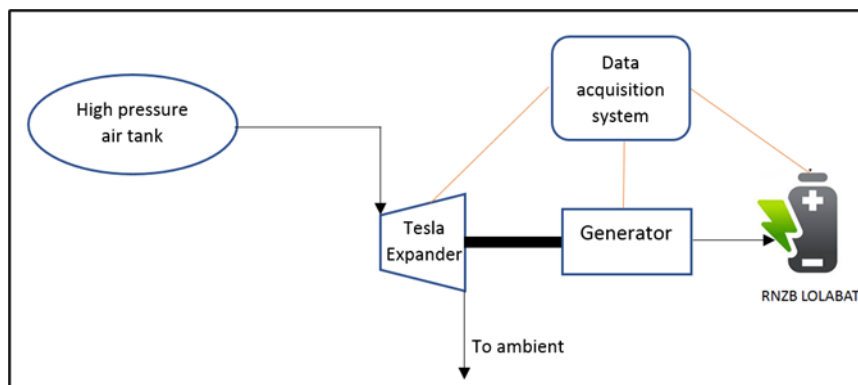 High pressure
air tank
Data
acquisition
system
Tesla
Expander
Generator
RNZB LOLABAT
To ambient